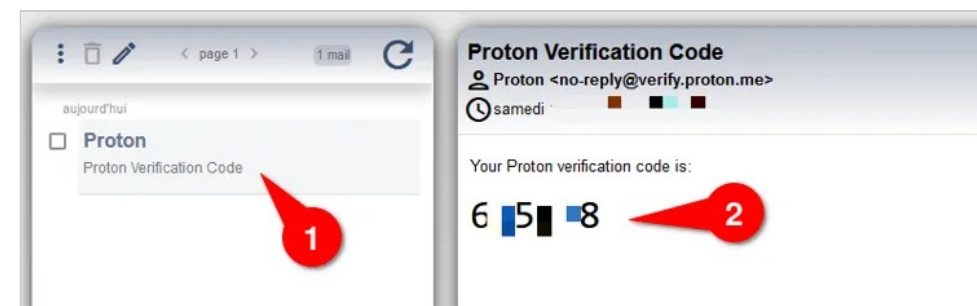 page 1
1 mail
aujourd'hui
Proton
Proton Verification Code
1
Proton Verification Code
Proton <no-reply@verify.proton.me>
samedi
Your Proton verification code is:
6 5 8
2